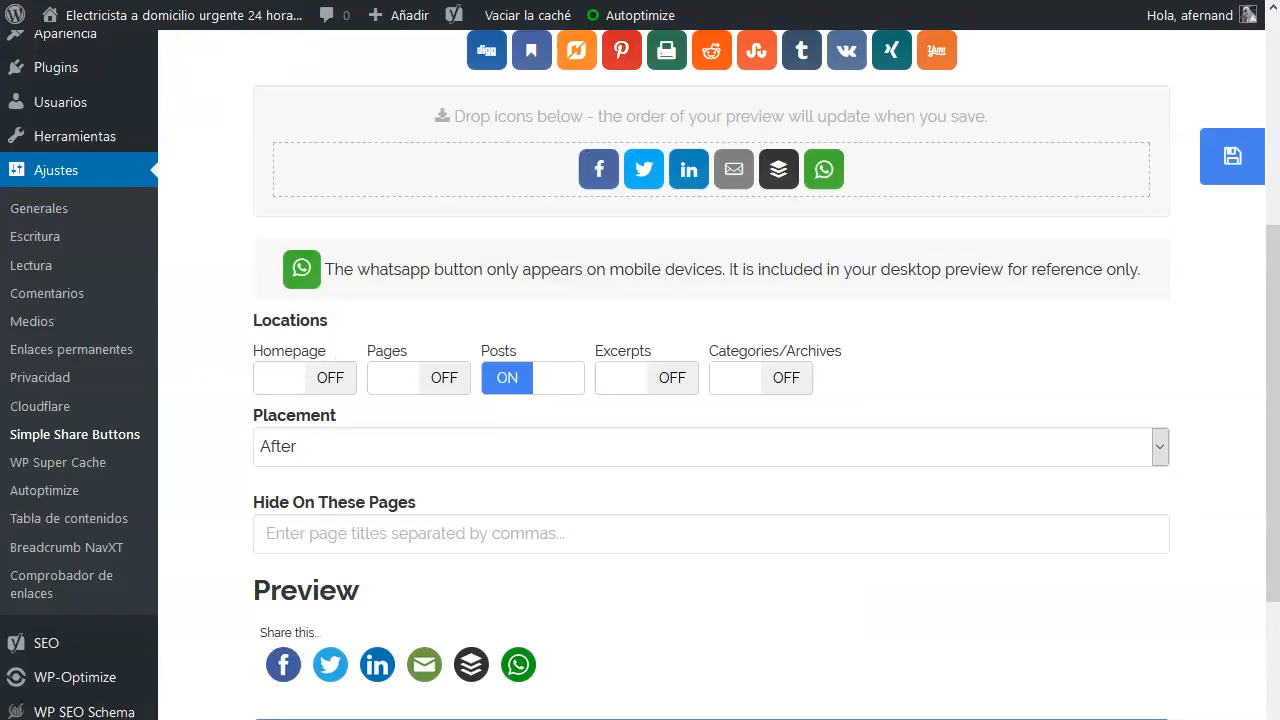 Electricista a domicilio urgente 24 hora...
0
Añadir
Vaciar la caché
Autoptimize
Hola, afernand
Apariencia
Plugins
Usuarios
Herramientas
Ajustes
Generales
Escritura
Lectura
Comentarios
Medios
Enlaces permanentes
Privacidad
Cloudflare
Simple Share Buttons
WP Super Cache
Autoptimize
Tabla de contenidos
Breadcrumb NavXT
Comprobador de
enlaces
SEO
WP-Optimize
WP SEO Schema
digg
Yum
Drop icons below - the order of your preview will update when you save.
The whatsapp button only appears on mobile devices. It is included in your desktop preview for reference only.
Locations
Homepage Pages Posts Excerpts Categories/Archives
OFF OFF ON OFF OFF
Placement
After
Hide On These Pages
Enter page titles separated by commas...
Preview
Share this...